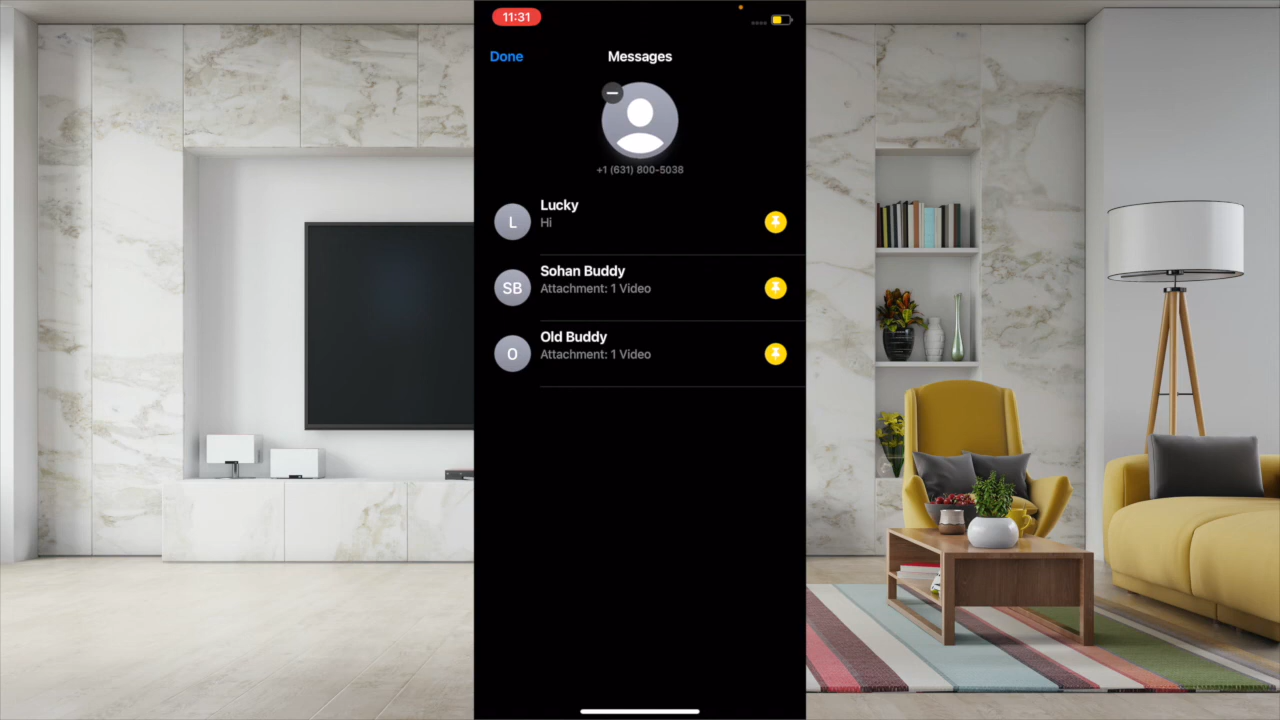 11:31
Done
Messages
+1 (631) 800-5038
L
Lucky
Hi
SB
Sohan Buddy
Attachment: 1 Video
O
Old Buddy
Attachment: 1 Video